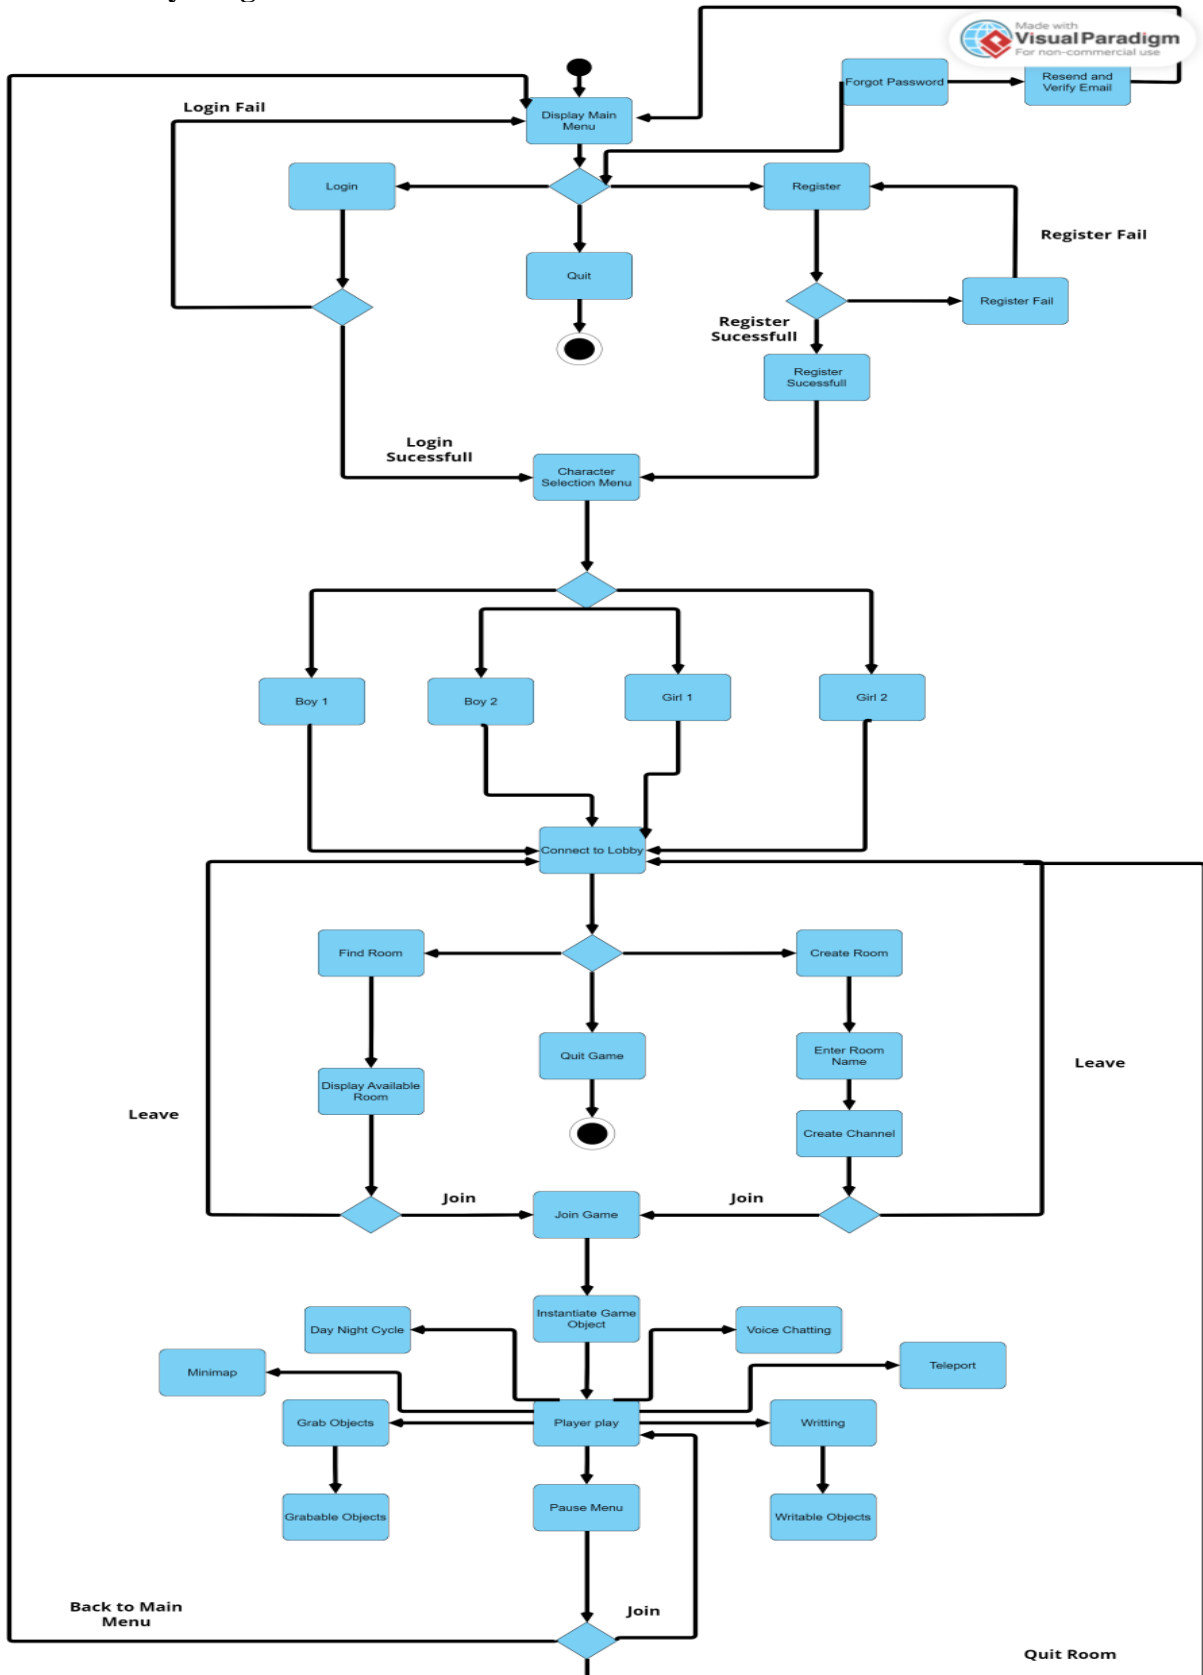 Made with
Visual Paradigm
For non-commercial use
Forgot Password
Resend and
Verify Email
Login Fail
Display Main
Menu
Login
Register
Register Fail
Quit
Register Fail
Register
Sucessfull
Register
Sucessfull
Login
Sucessfull
Character
Selection Menu
Boy 1
Boy 2
Girl 1
Girl 2
Connect to Lobby
Find Room
Create Room
Quit Game
Enter Room
Name
Leave
Display Available
Room
Leave
Create Channel
Join
Join
Join Game
Instantiate Game
Object
Day Night Cycle
Voice Chatting
Minimap
Teleport
Grab Objects
Player play
Writting
Grabable Objects
Pause Menu
Writable Objects
Back to Main
Menu
Join
Quit Room